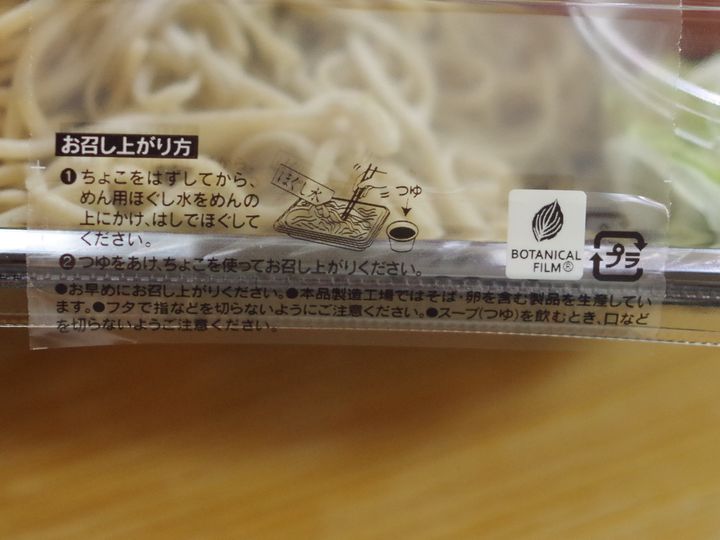 お召し上がり方
❶ちょこをはずしてから、
めん用ほぐし水をめんの
上にかけ、はしでほぐして
ください。
ほぐし水
つゆ
❷つゆをあけ、ちょこを使ってお召し上がりください。
●お早めにお召し上がりください。●本品製造工場ではそば・卵を含む製品を生産してい
ます。●フタで指などを切らないようにご注意ください。●スープ(つゆ)を飲むとき、口など
を切らないようご注意ください。
BOTANICAL
FILM®
プラ